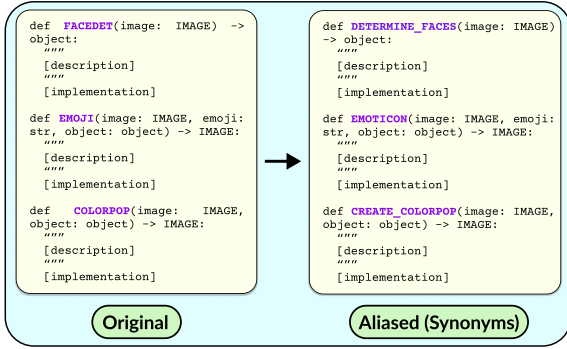 def FACEDET(image: IMAGE) ->
object:
“””
[description]
“””
[implementation]
def EMOJI(image: IMAGE, emoji:
str, object: object) -> IMAGE:
“””
[description]
“””
[implementation]
def COLORPOP(image: IMAGE,
object: object) -> IMAGE:
“””
[description]
“””
[implementation]
Original
def DETERMINE_FACES(image: IMAGE)
-> object:
“””
[description]
“””
[implementation]
def EMOTICON(image: IMAGE, emoji:
str, object: object) -> IMAGE:
“””
[description]
“””
[implementation]
def CREATE_COLORPOP(image: IMAGE,
object: object) -> IMAGE:
“””
[description]
“””
[implementation]
Aliased (Synonyms)